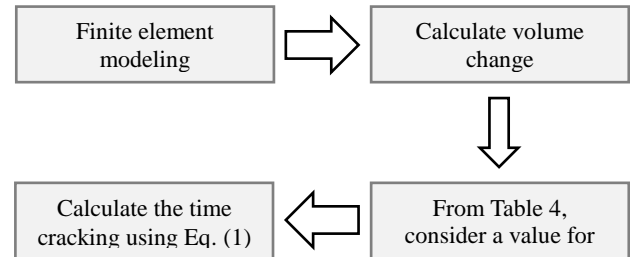 Finite element
modeling
Calculate volume
change
From Table 4,
consider a value for
Calculate the time
cracking using Eq. (1)